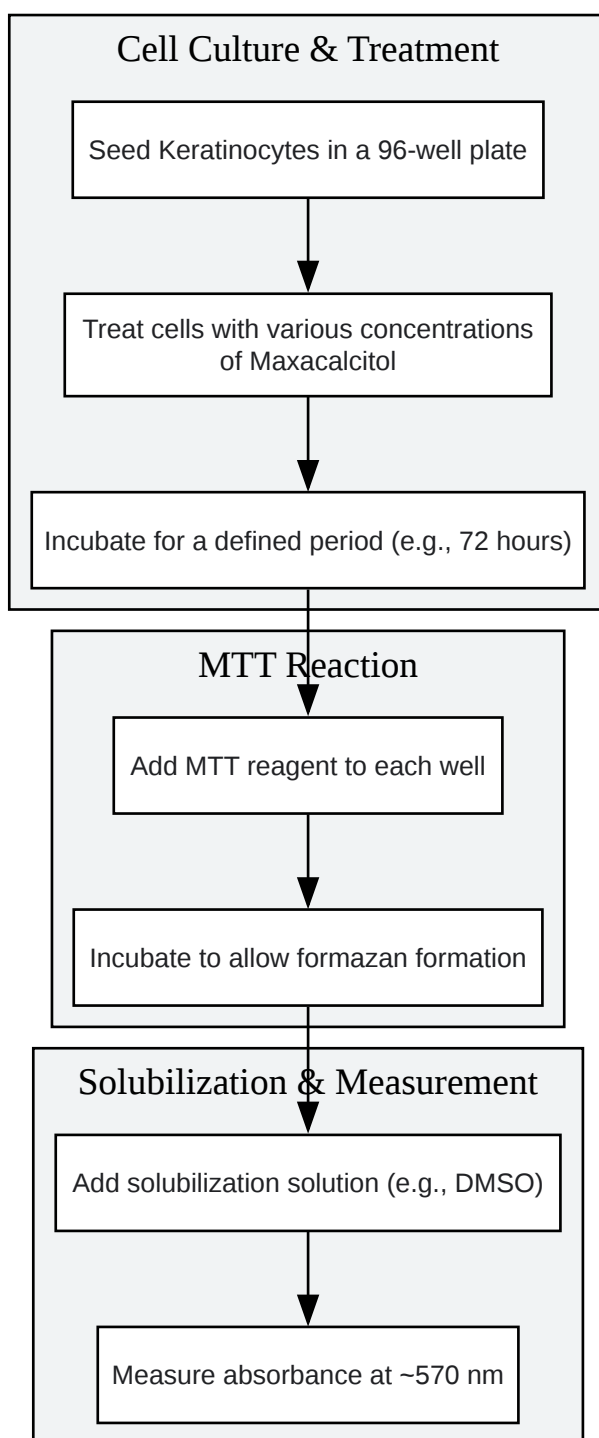 Cell Culture & Treatment
Seed Keratinocytes in a 96-well plate
Treat cells with various concentrations
of Maxacalcitol
Incubate for a defined period (e.g., 72 hours)
MTT Reaction
Add MTT reagent to each well
Incubate to allow formazan formation
Solubilization & Measurement
Add solubilization solution (e.g., DMSO)
Measure absorbance at ~570 nm